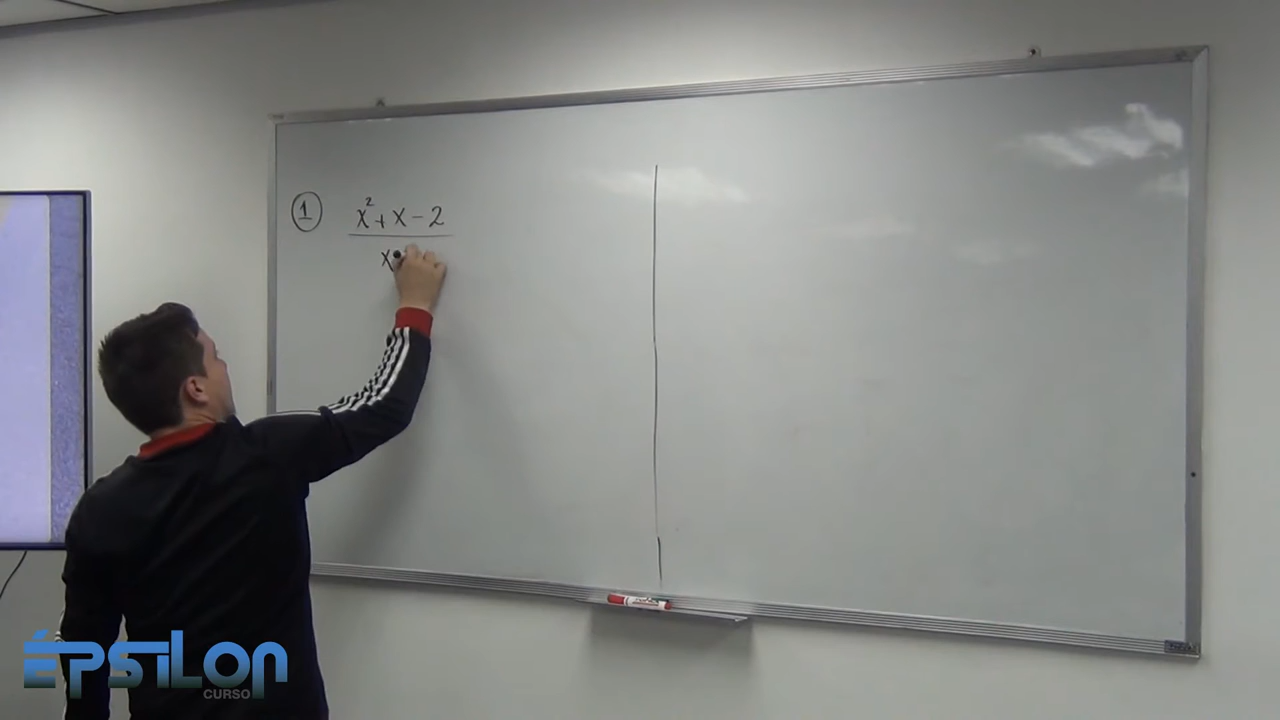 ① x² + x - 2
x
ÉPSILON
CURSO